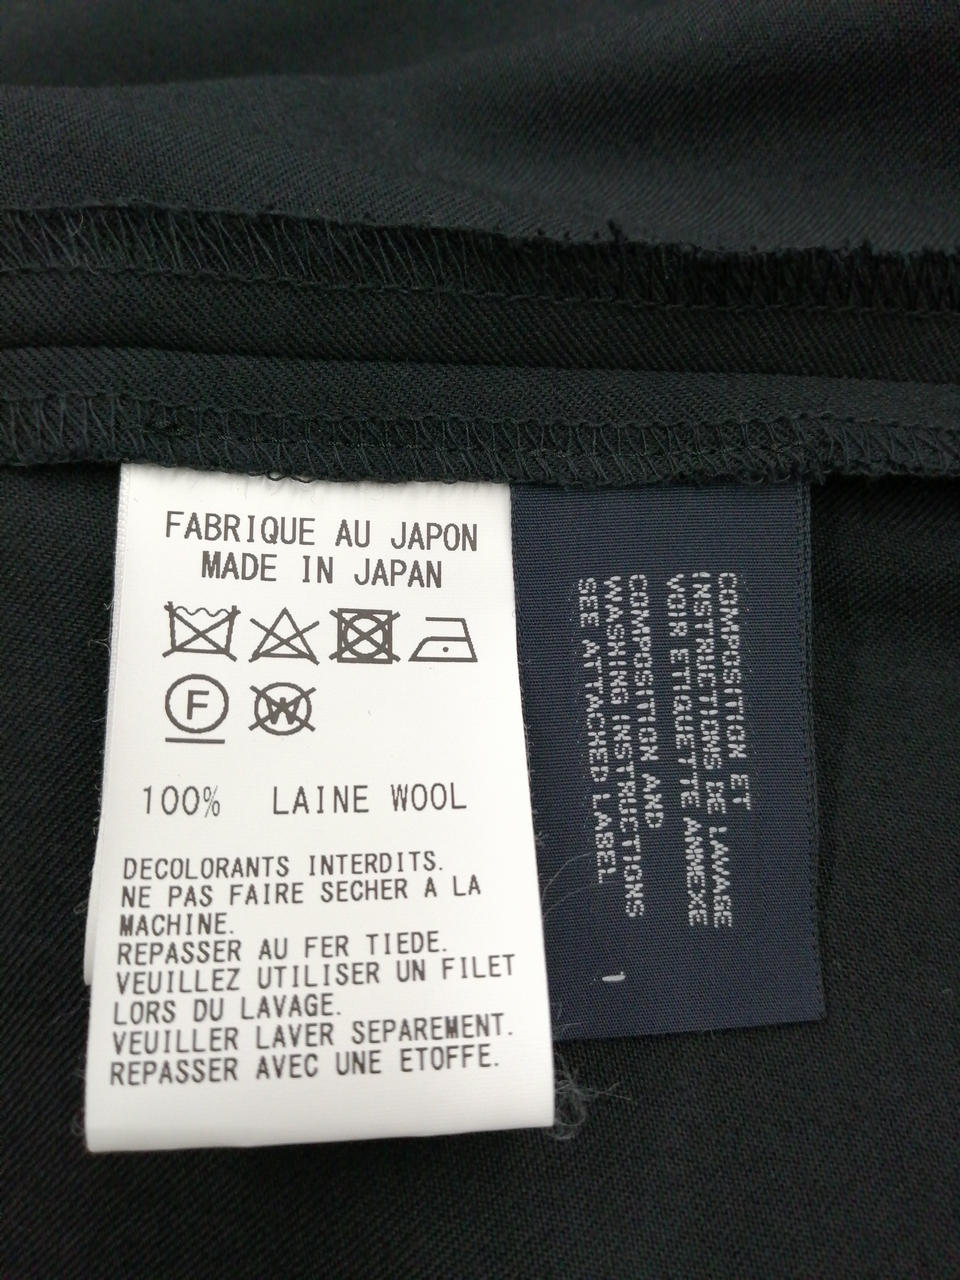 FABRIQUE AU JAPON
MADE IN JAPAN
F
W
100% LAINE WOOL
DECOLORANTS INTERDITS.
NE PAS FAIRE SECHER A LA
MACHINE.
REPASSER AU FER TIEDE.
VEUILLEZ UTILISER UN FILET
LORS DU LAVAGE.
VEUILLER LAVER SEPAREMENT.
REPASSER AVEC UNE ETOFFE.
COMPOSITION ET
INSTRUCTIONS DE LAVAGE
VOIR ETIQUETTE ANNEXE
COMPOSITION AND
WASHING INSTRUCTIONS
SEE ATTACHED LABEL
1